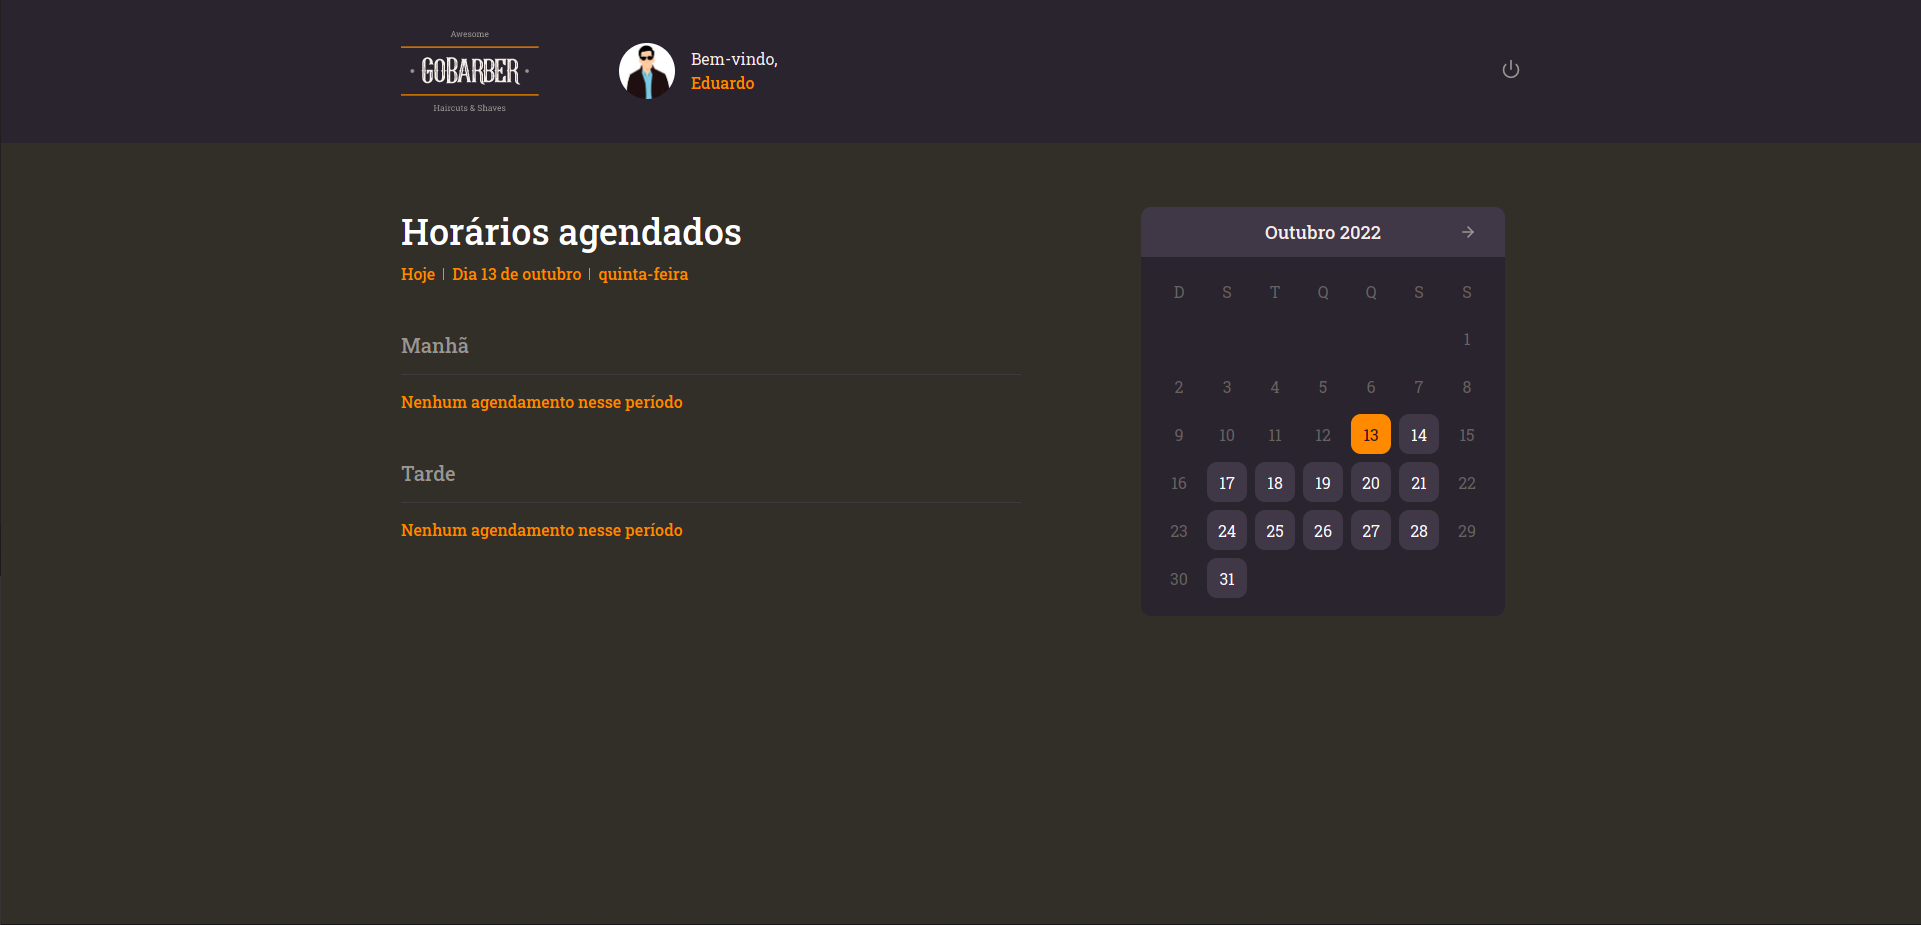 Awesome
· GOBARBER ·
Haircuts & Shaves
Bem-vindo,
Eduardo
Horários agendados
Hoje | Dia 13 de outubro | quinta-feira
Manhã
Nenhum agendamento nesse período
Tarde
Nenhum agendamento nesse período
Outubro 2022
D S T Q Q S S
1
2 3 4 5 6 7 8
9 10 11 12 13 14 15
16 17 18 19 20 21 22
23 24 25 26 27 28 29
30 31